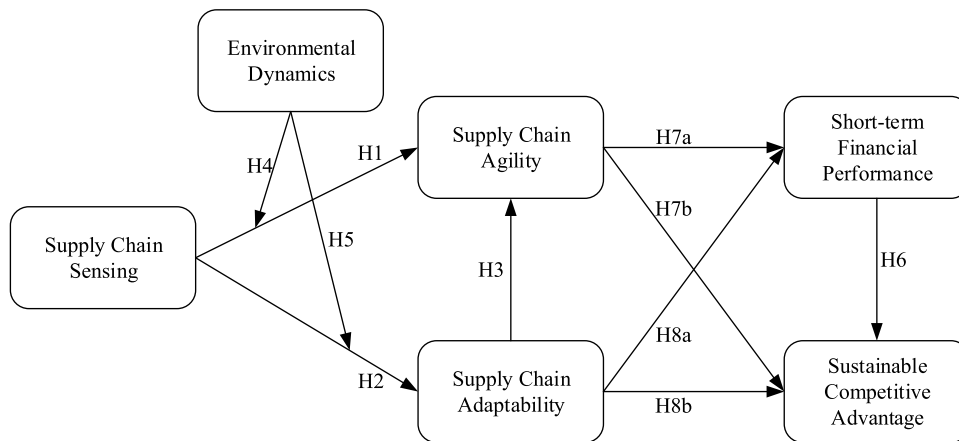 Environmental
Dynamics
H4
H1
Supply Chain
Agility
H7a
Short-term
Financial
Performance
H7b
Supply Chain
Sensing
H5
H3
H6
H2
Supply Chain
Adaptability
H8a
H8b
Sustainable
Competitive
Advantage